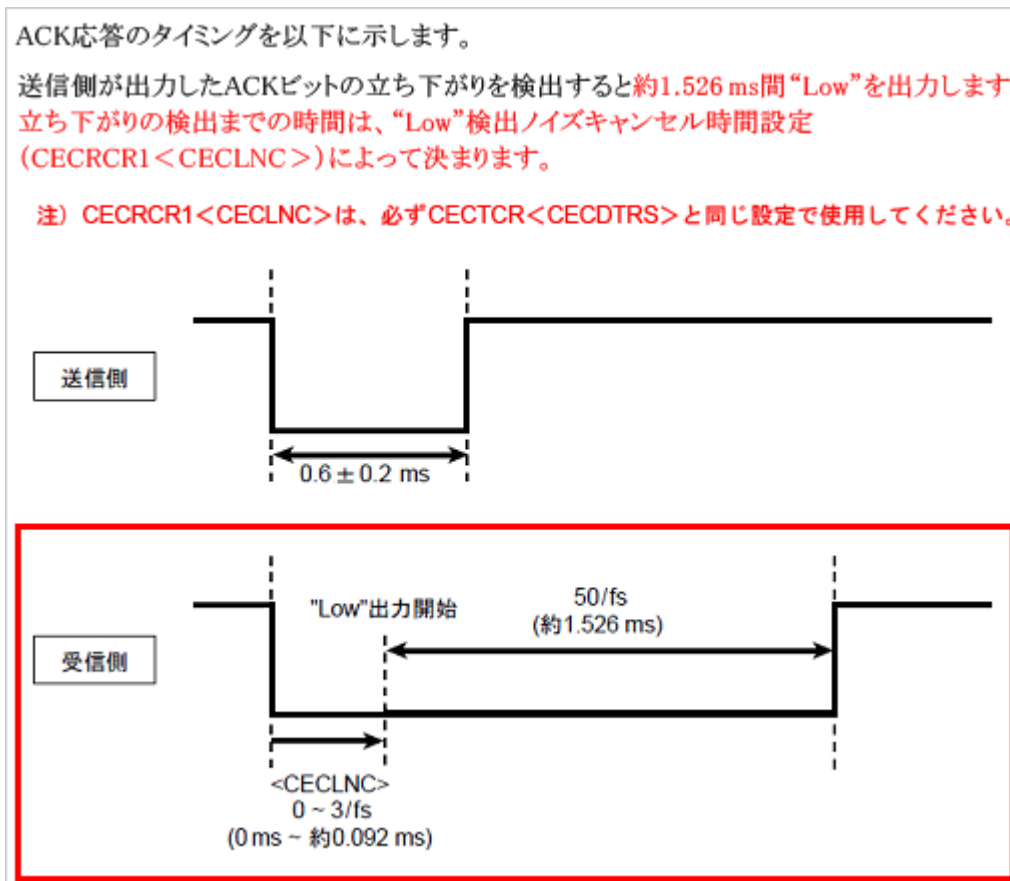 ACK応答のタイミングを以下に示します。
送信側が出力したACKビットの立ち下がりを検出すると約1.526 ms間“Low”を出力します
立ち下がりの検出までの時間は、“Low”検出ノイズキャンセル時間設定
(CECRCR1<CECLNC>)によって決まります。
注) CECRCR1<CECLNC>は、必ずCECTCR<CECDTRS>と同じ設定で使用してください。
送信側
0.6 ± 0.2 ms
"Low"出力開始
50/fs
(約1.526 ms)
受信側
<CECLNC>
0 ~ 3/fs
(0 ms ~ 約0.092 ms)